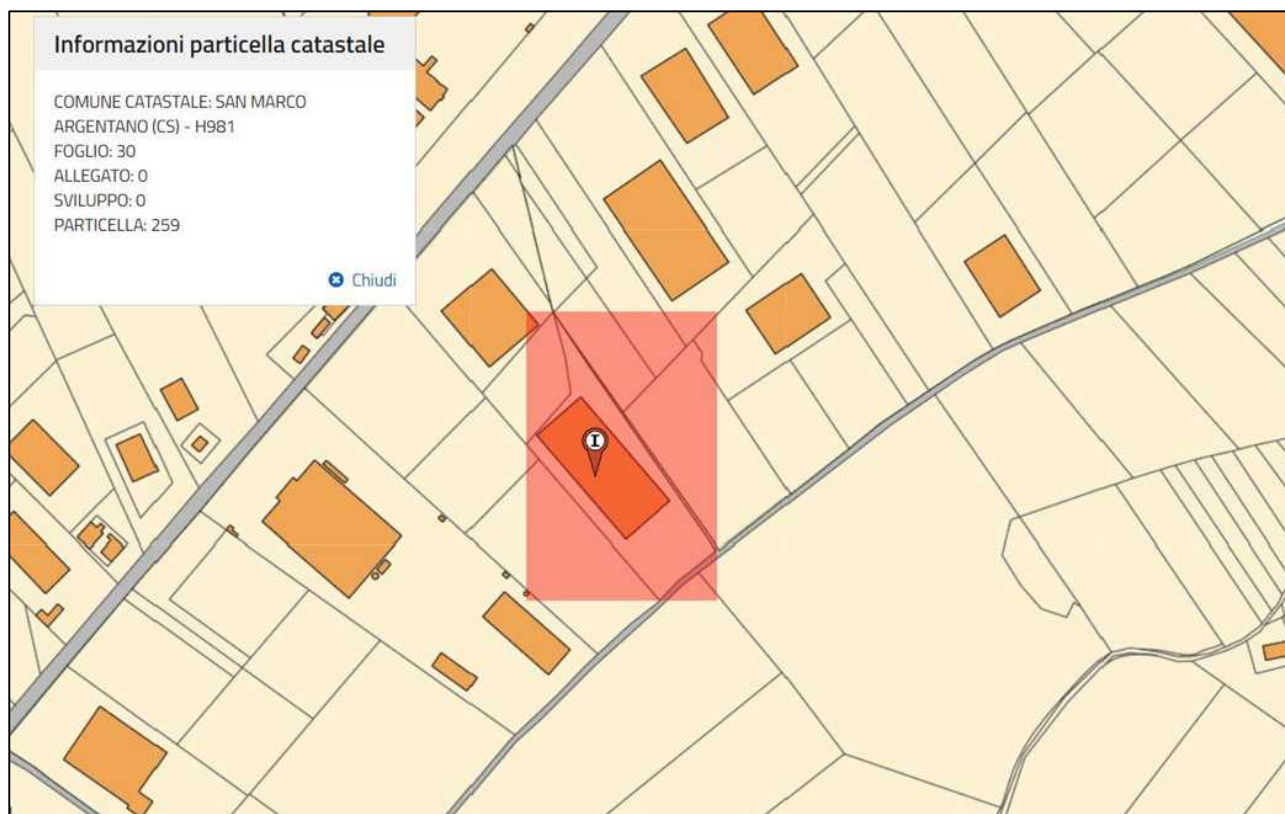 Informazioni particella catastale
COMUNE CATASTALE: SAN MARCO
ARGENTANO (CS) - H981
FOGLIO: 30
ALLEGATO: 0
SVILUPPO: 0
PARTICELLA: 259
Chiudi
I